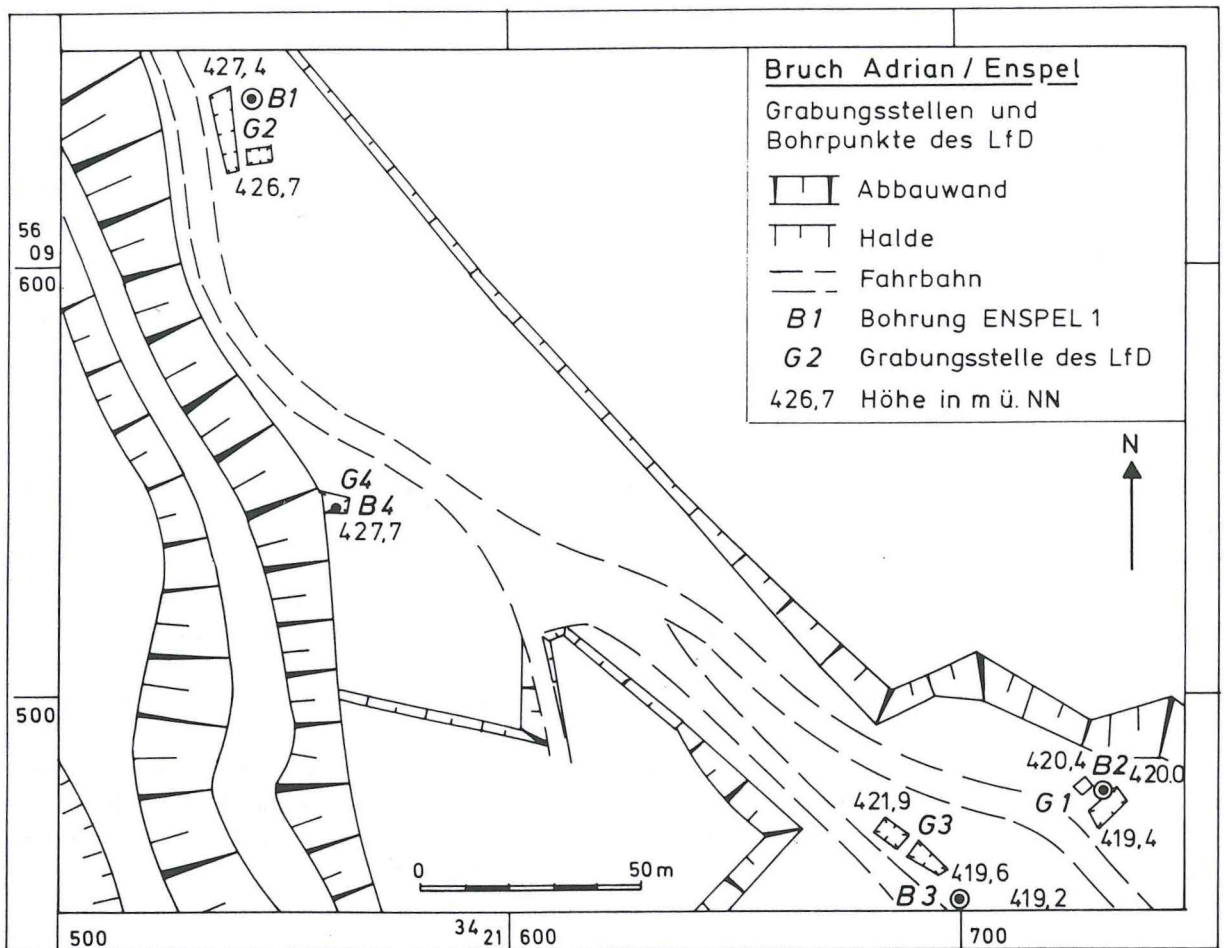 Bruch Adrian / Enspel
Grabungsstellen und
Bohrpunkte des LfD
Abbauwand
Halde
Fahrbahn
B1 Bohrung ENSPEL 1
G2 Grabungsstelle des LfD
426,7 Höhe in m ü. NN
N
427,4
B1
G2
426,7
56
09
600
G4
B4
427,7
500
420,4 B2 420.0
G1
421,9
G3
419,4
0 50 m
419,6
B3 419,2
500
34
21 600
700